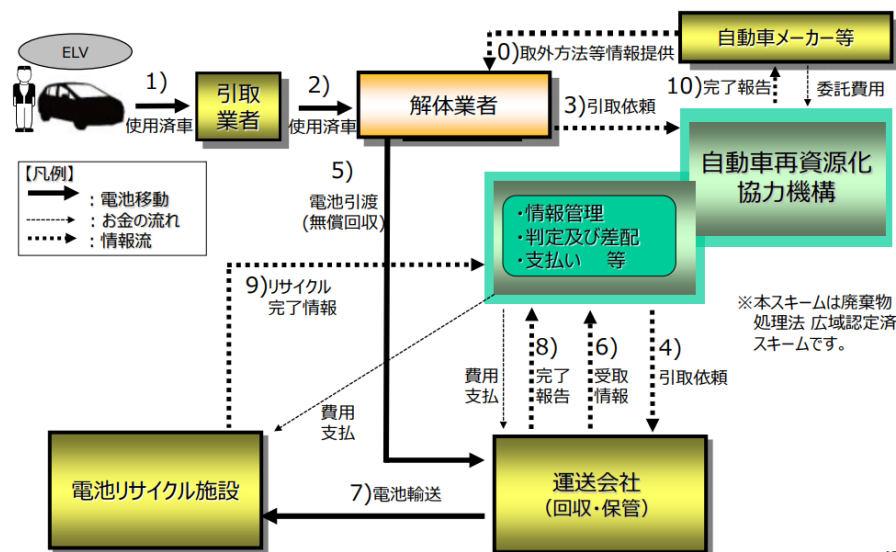 ELV
1)
使用済車
引取
業者
2)
使用済車
解体業者
0)取外方法等情報提供
自動車メーカー等
10)完了報告
委託費用
3)引取依頼
自動車再資源化
協力機構
【凡例】
:電池移動
:お金の流れ
:情報流
5)
電池引渡
(無償回収)
・情報管理
・判定及び差配
・支払い 等
9)リサイクル
完了情報
※本スキームは廃棄物
処理法 広域認定済
スキームです。
費用
支払
費用
支払
8)
完了
報告
6)
受取
情報
4)
引取依頼
電池リサイクル施設
7)電池輸送
運送会社
(回収・保管)